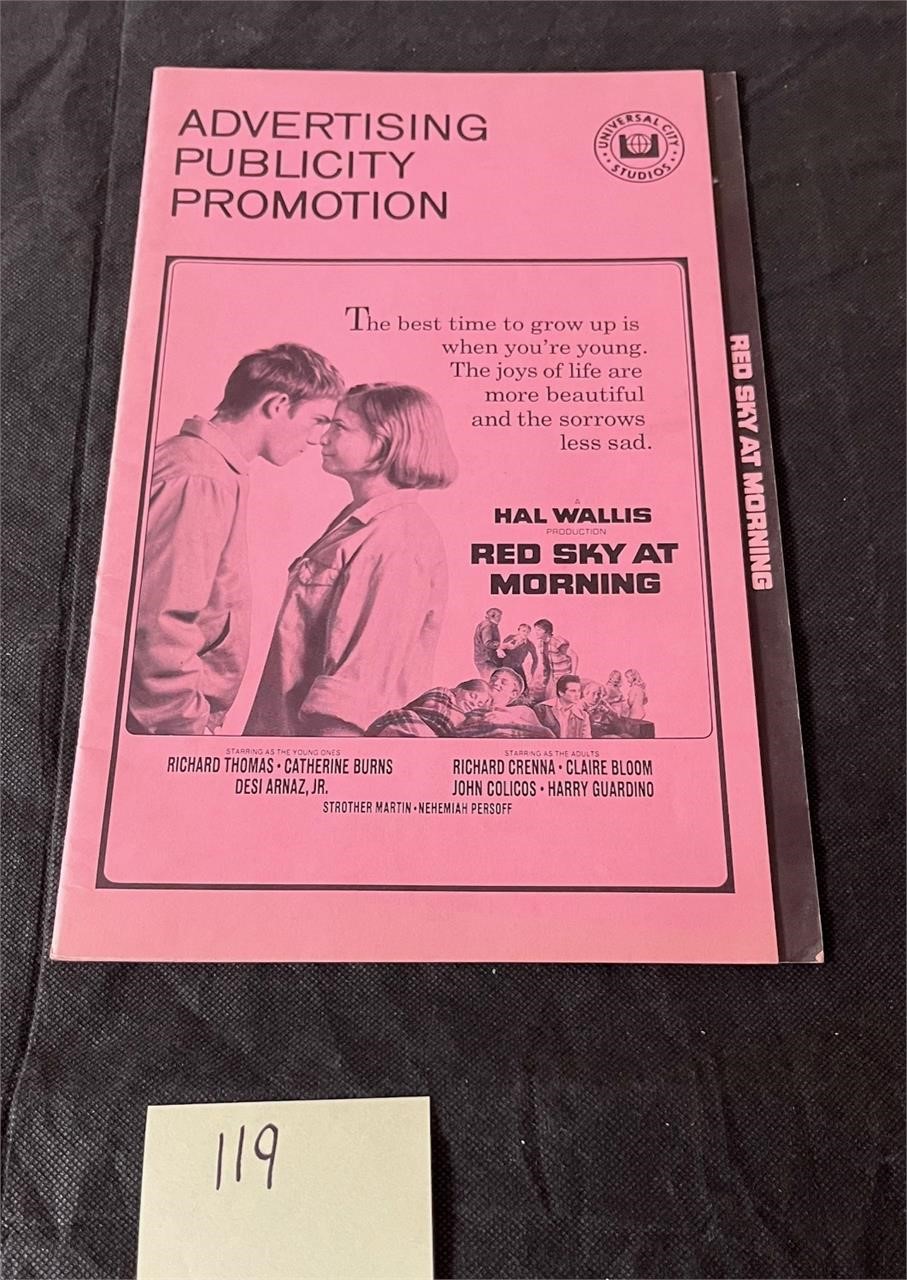 ADVERTISING
PUBLICITY
PROMOTION
UNIVERSAL CITY
STUDIOS
The best time to grow up is
when you're young.
The joys of life are
more beautiful
and the sorrows
less sad.
A
HAL WALLIS
PRODUCTION
RED SKY AT
MORNING
STARRING AS THE YOUNG ONES
RICHARD THOMAS • CATHERINE BURNS
DESI ARNAZ, JR.
STARRING AS THE ADULTS
RICHARD CRENNA • CLAIRE BLOOM
JOHN COLICOS • HARRY GUARDINO
STROTHER MARTIN • NEHEMIAH PERSOFF
RED SKY AT MORNING
119